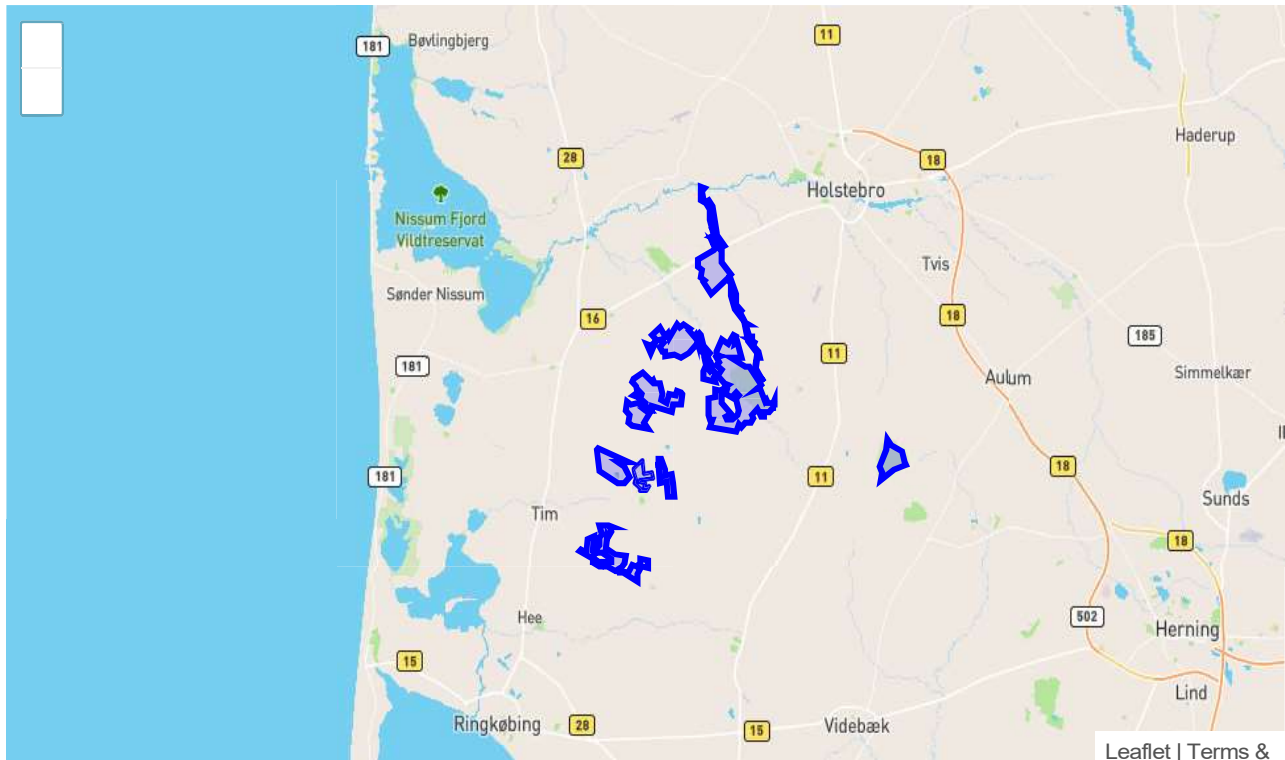 Bøvlingbjerg
181
11
Haderup
28
18
Holstebro
Nissum Fjord
Vildtreservat
Tvis
Sønder Nissum
16
18
185
11
181
Simmelkær
Aulum
18
181
11
Sunds
Tim
18
Hee
502
Herning
15
Lind
Ringkøbing
28
15
Videbæk
Leaflet | Terms &